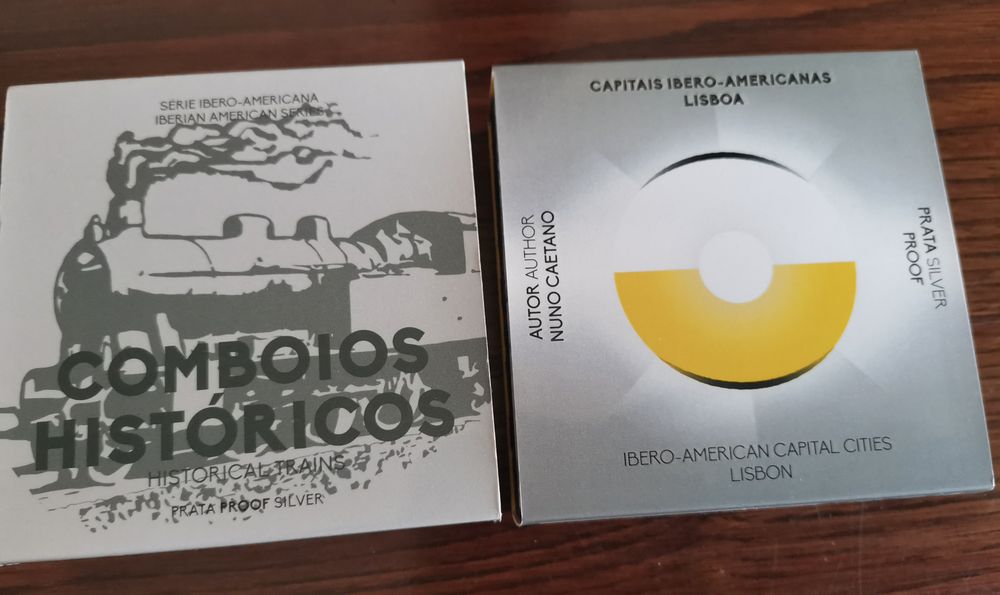 SÉRIE IBERO-AMERICANA
IBERIAN AMERICAN SERIES
COMBOIOS
HISTÓRICOS
HISTORICAL TRAINS
PRATA PROOF SILVER
CAPITAIS IBERO-AMERICANAS
LISBOA
AUTOR AUTHOR
NUNO CAETANO
PRATA SILVER
PROOF
IBERO-AMERICAN CAPITAL CITIES
LISBON